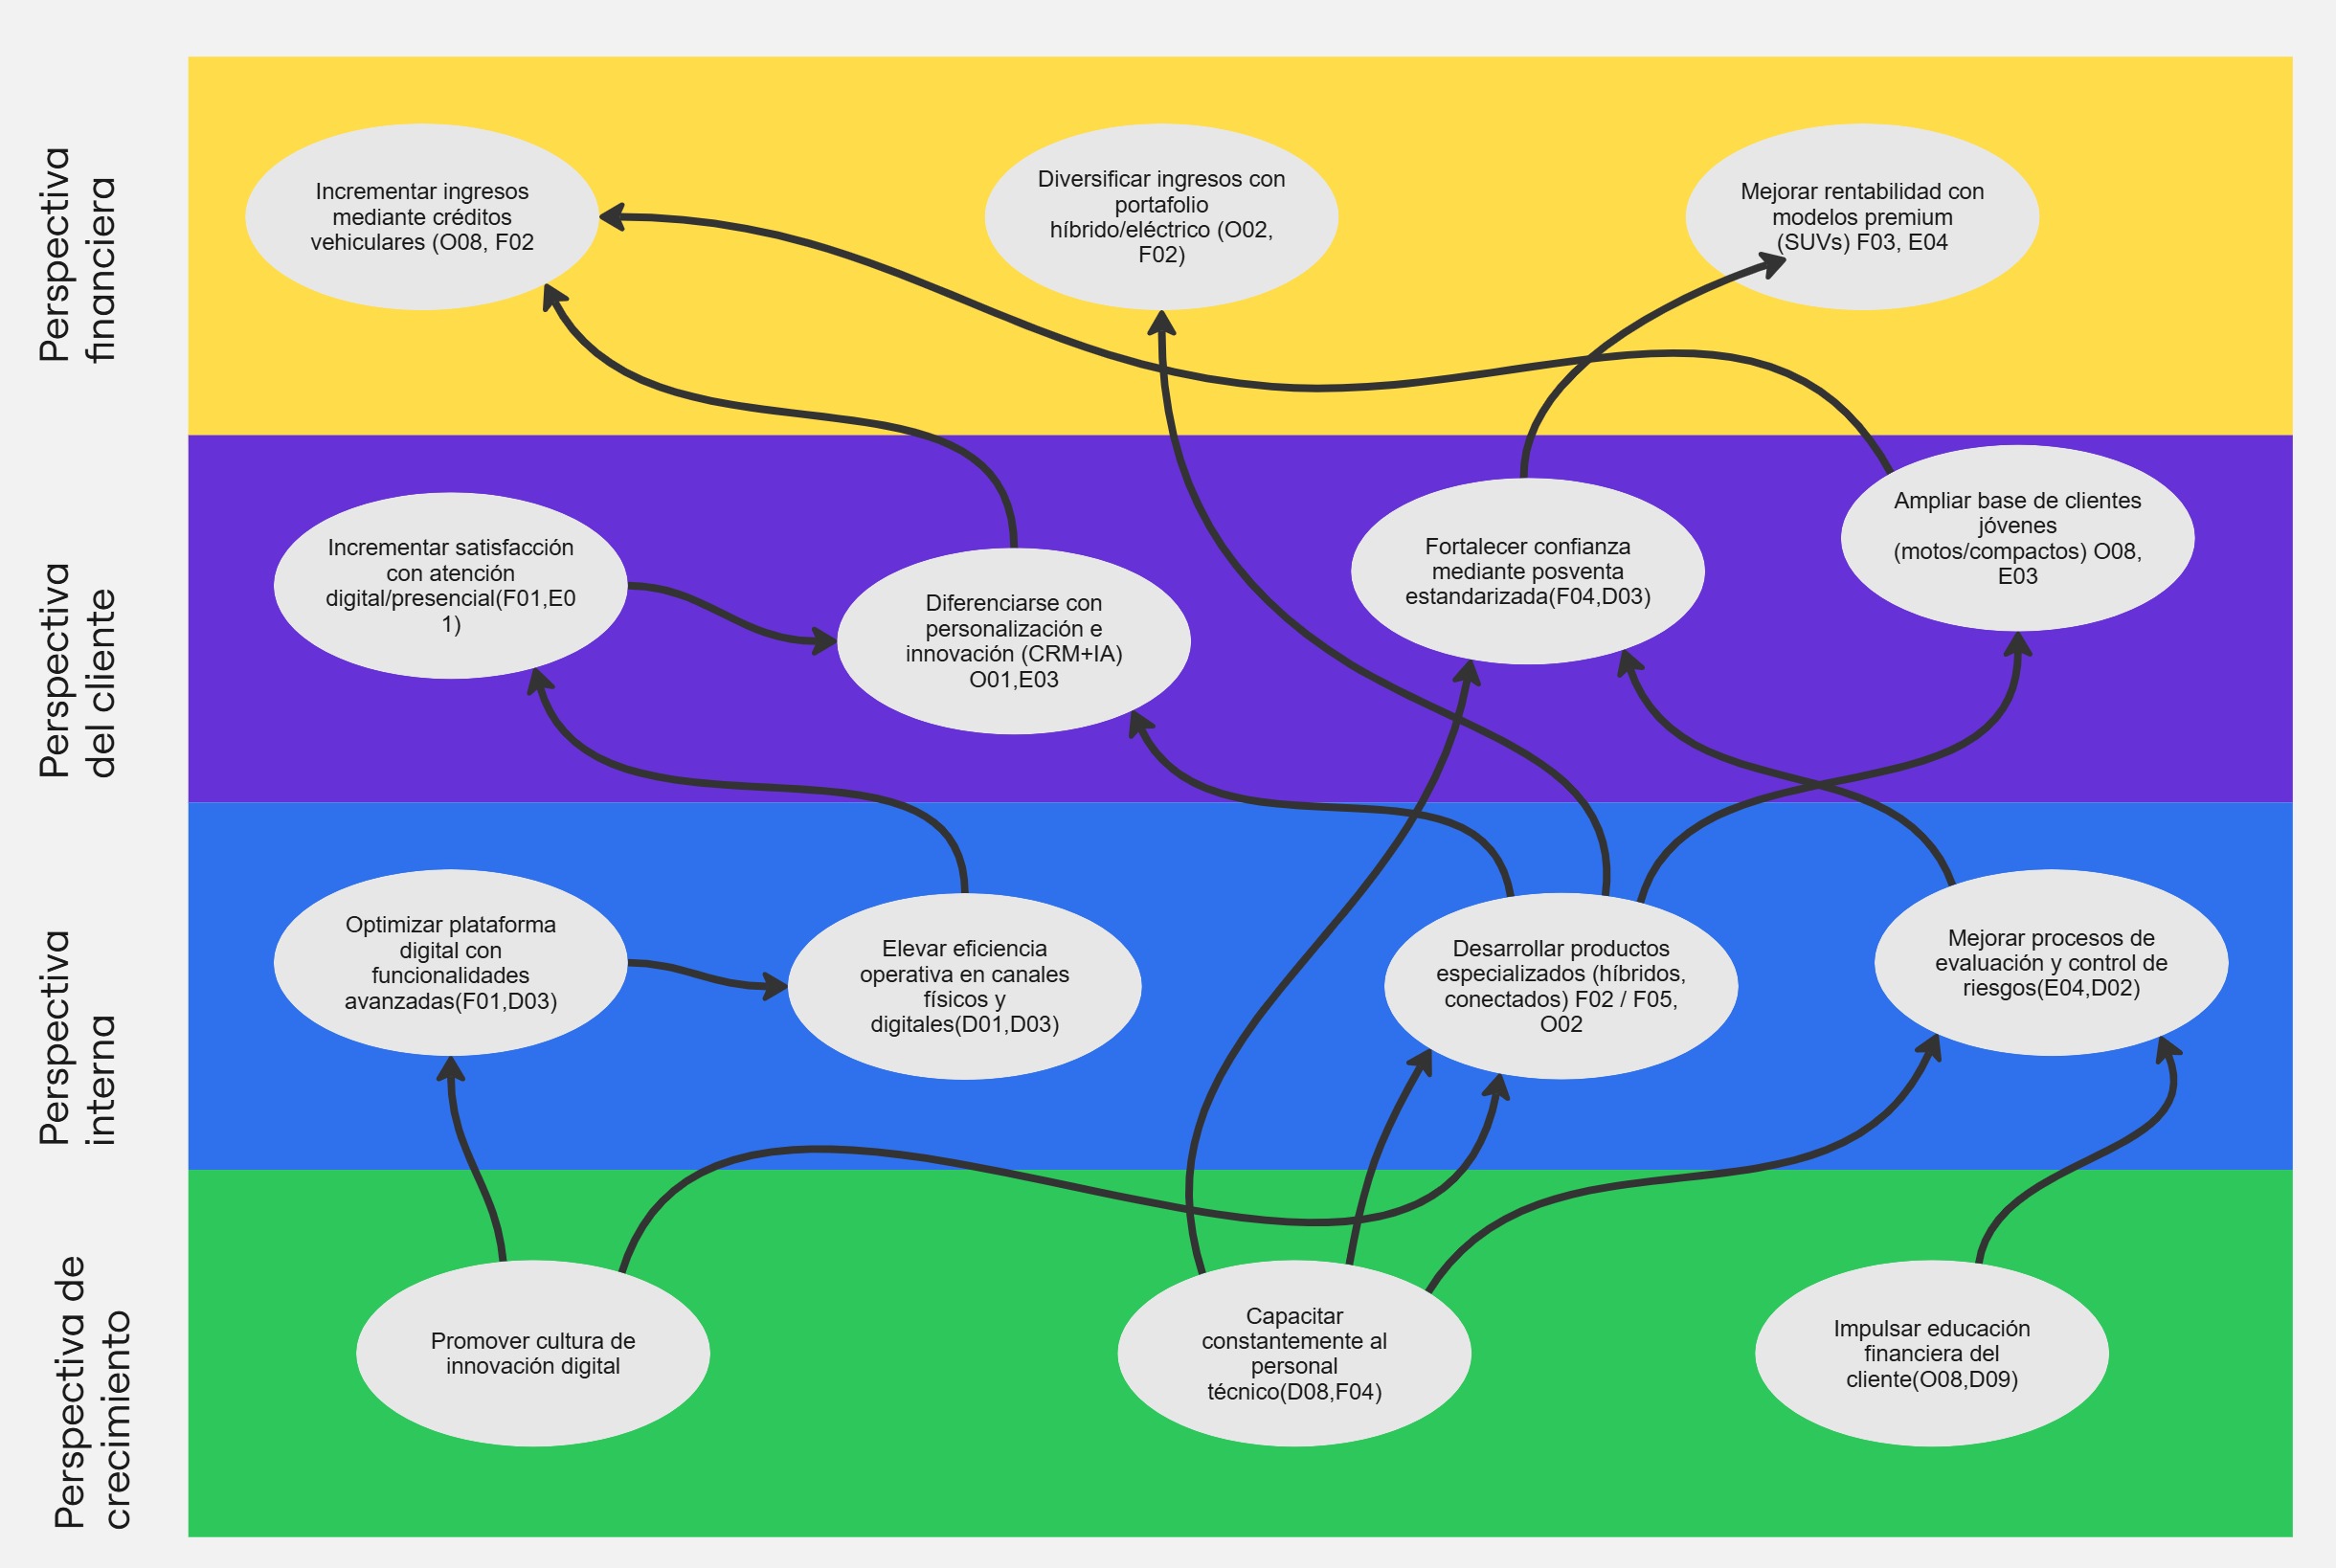 Perspectiva
financiera
Incrementar ingresos
mediante créditos
vehiculares (O08, F02
Diversificar ingresos con
portafolio
híbrido/eléctrico (O02,
F02)
Mejorar rentabilidad con
modelos premium
(SUVs) F03, E04
Perspectiva
del cliente
Incrementar satisfacción
con atención
digital/presencial(F01,E0
1)
Diferenciarse con
personalización e
innovación (CRM+IA)
O01,E03
Fortalecer confianza
mediante posventa
estandarizada(F04,D03)
Ampliar base de clientes
jóvenes
(motos/compactos) O08,
E03
Perspectiva
interna
Optimizar plataforma
digital con
funcionalidades
avanzadas(F01,D03)
Elevar eficiencia
operativa en canales
físicos y
digitales(D01,D03)
Desarrollar productos
especializados (híbridos,
conectados) F02 / F05,
O02
Mejorar procesos de
evaluación y control de
riesgos(E04,D02)
Perspectiva de
crecimiento
Promover cultura de
innovación digital
Capacitar
constantemente al
personal
técnico(D08,F04)
Impulsar educación
financiera del
cliente(O08,D09)